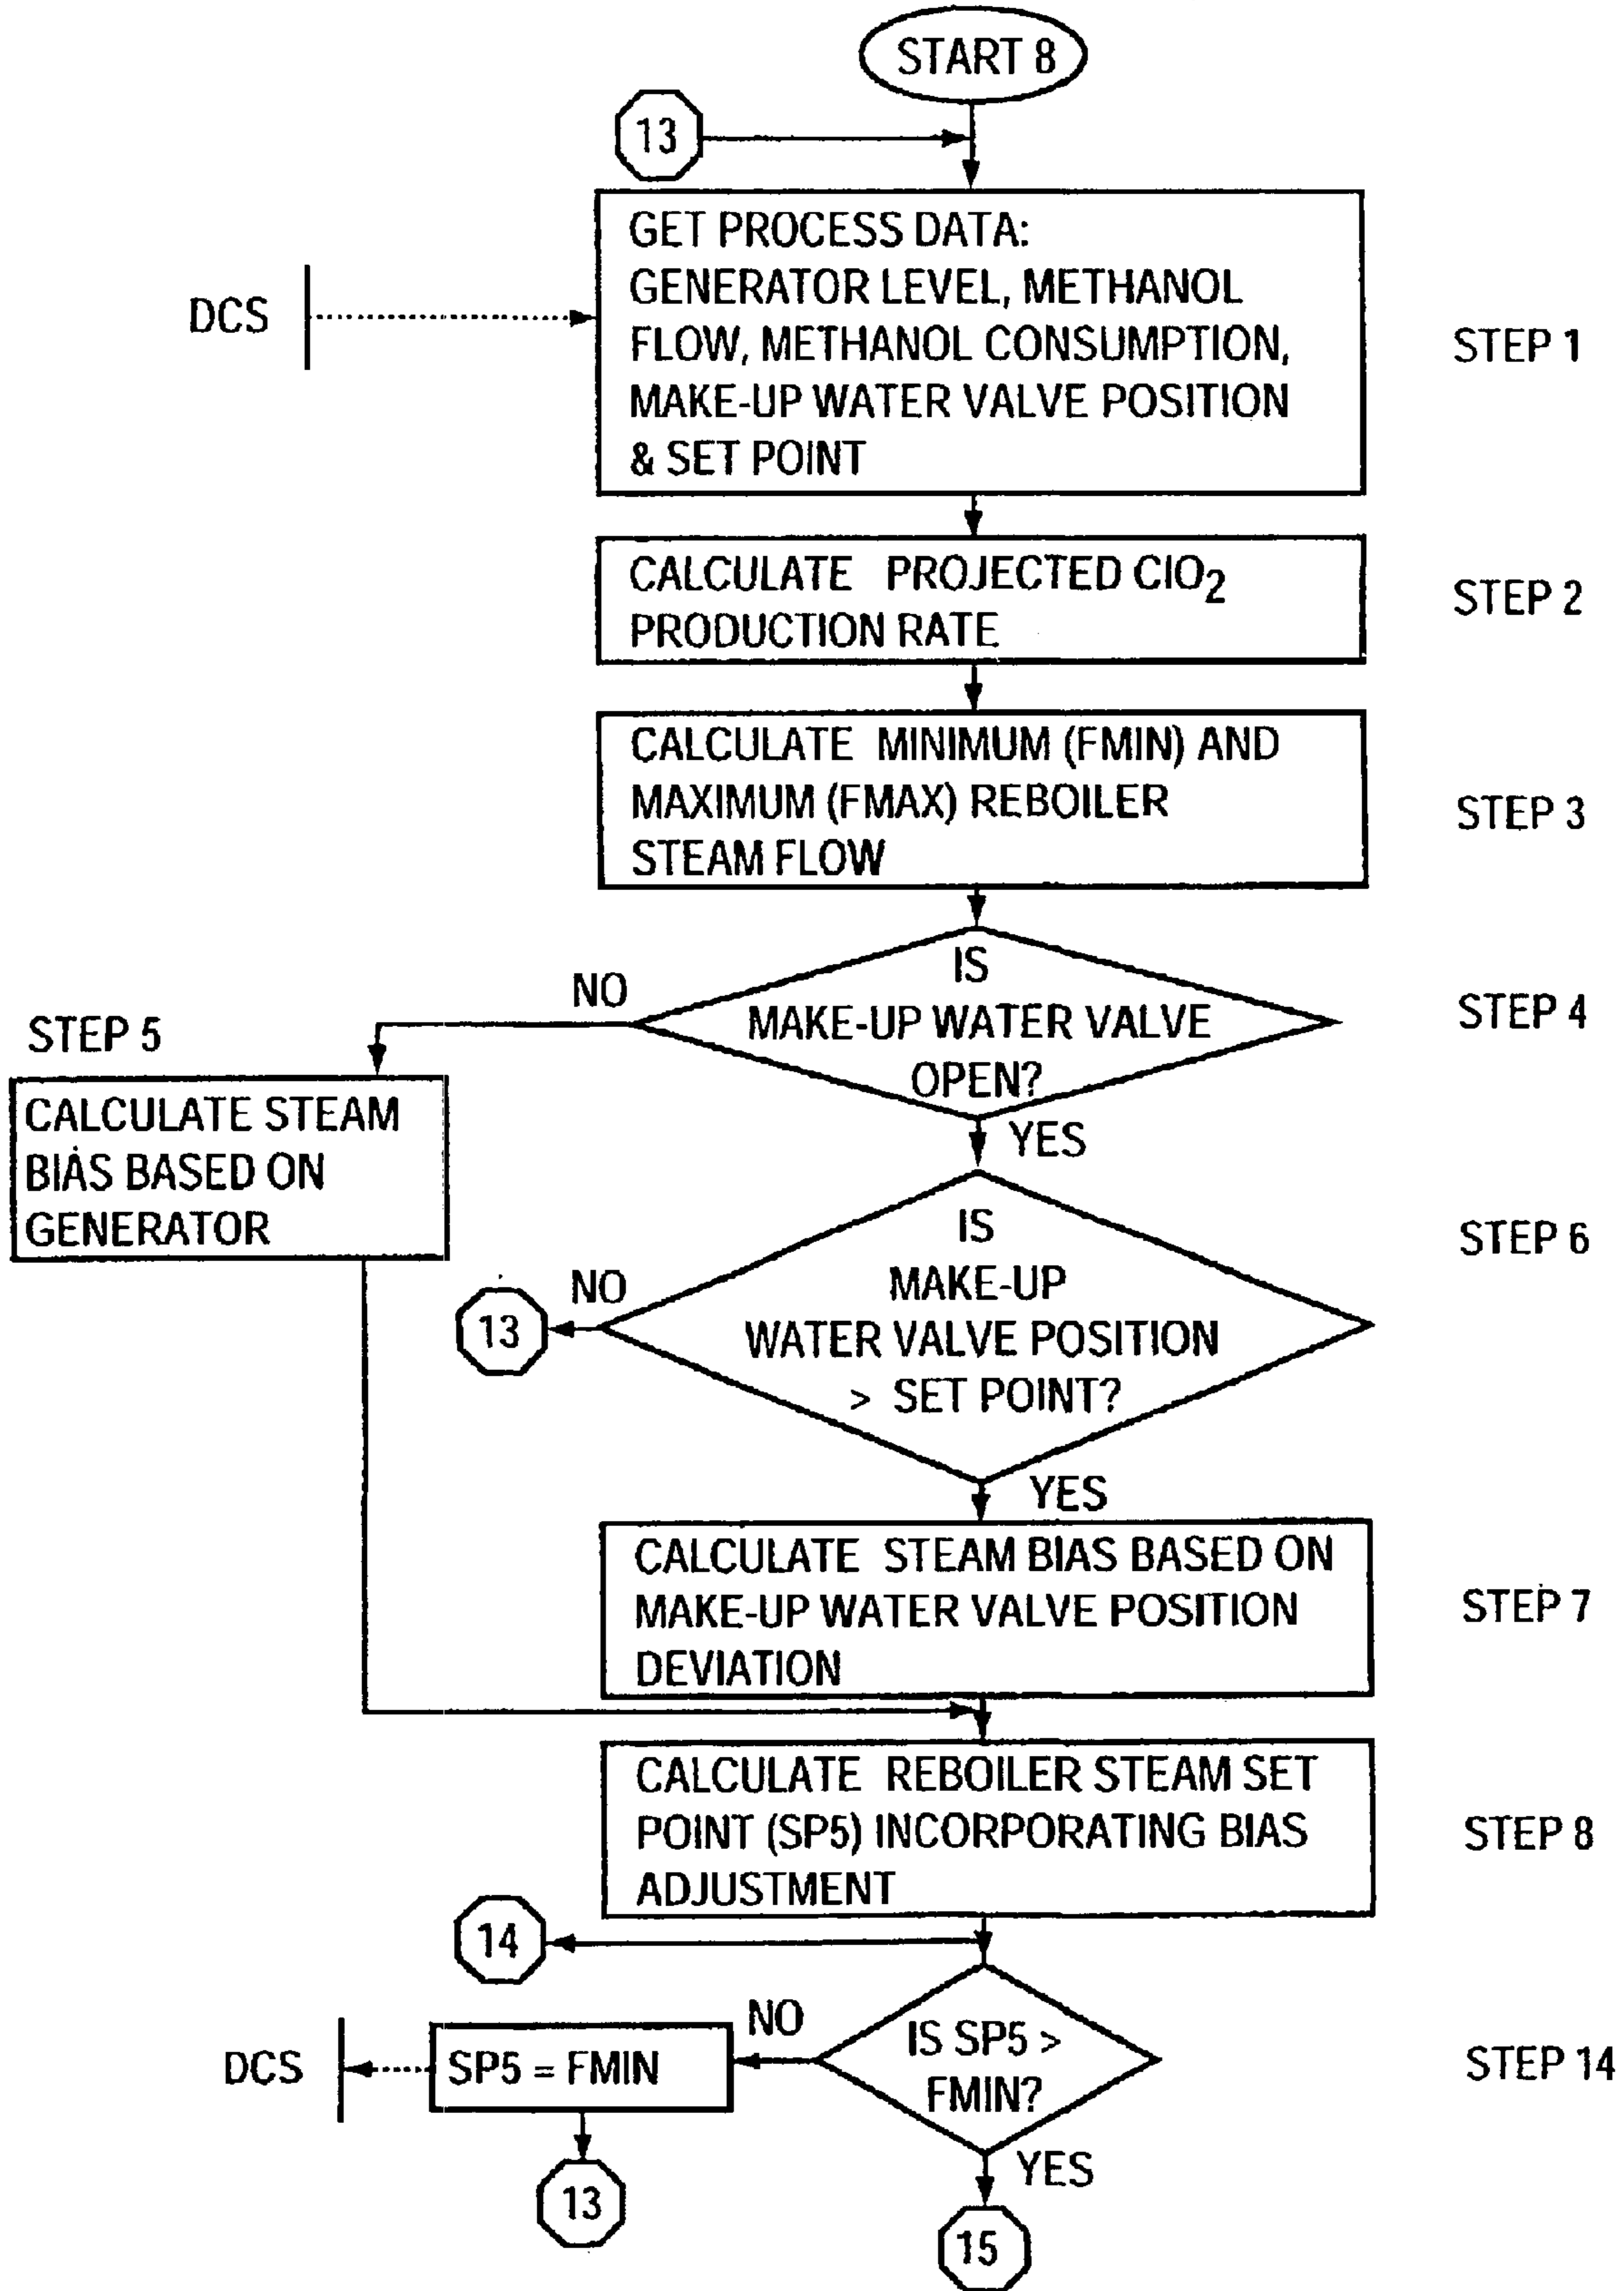 START 8
13
GET PROCESS DATA:
GENERATOR LEVEL, METHANOL
FLOW, METHANOL CONSUMPTION,
MAKE-UP WATER VALVE POSITION
& SET POINT
DCS
STEP 1
CALCULATE PROJECTED ClO2
PRODUCTION RATE
STEP 2
CALCULATE MINIMUM (FMIN) AND
MAXIMUM (FMAX) REBOILER
STEAM FLOW
STEP 3
IS
MAKE-UP WATER VALVE
OPEN?
NO
YES
STEP 4
STEP 5
CALCULATE STEAM
BIAS BASED ON
GENERATOR
IS
MAKE-UP
WATER VALVE POSITION
> SET POINT?
NO
13
YES
STEP 6
CALCULATE STEAM BIAS BASED ON
MAKE-UP WATER VALVE POSITION
DEVIATION
STEP 7
CALCULATE REBOILER STEAM SET
POINT (SP5) INCORPORATING BIAS
ADJUSTMENT
STEP 8
14
IS SP5 >
FMIN?
NO
STEP 14
SP5 = FMIN
DCS
13
YES
15